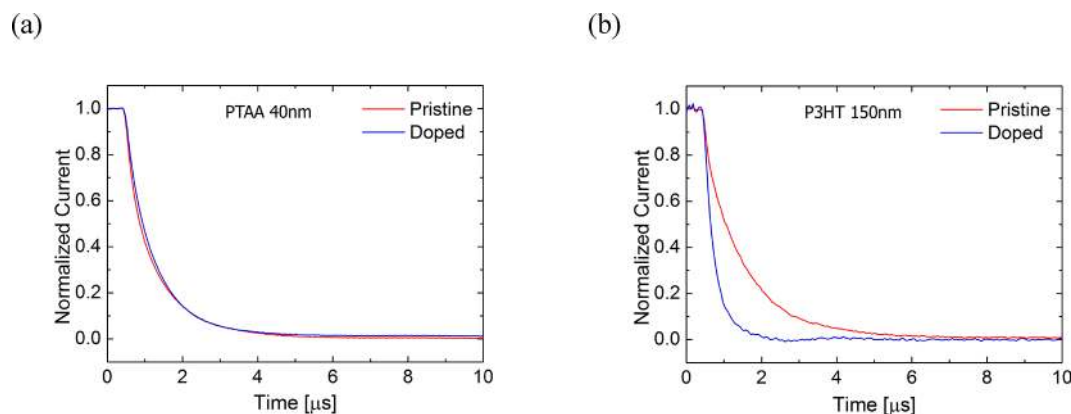 (a)
(b)
PTAA 40nm
Pristine
Doped
Normalized Current
1.0
0.8
0.6
0.4
0.2
0.0
0
2
4
6
8
10
Time [μs]
P3HT 150nm
Pristine
Doped
Normalized Current
1.0
0.8
0.6
0.4
0.2
0.0
0
2
4
6
8
10
Time [μs]